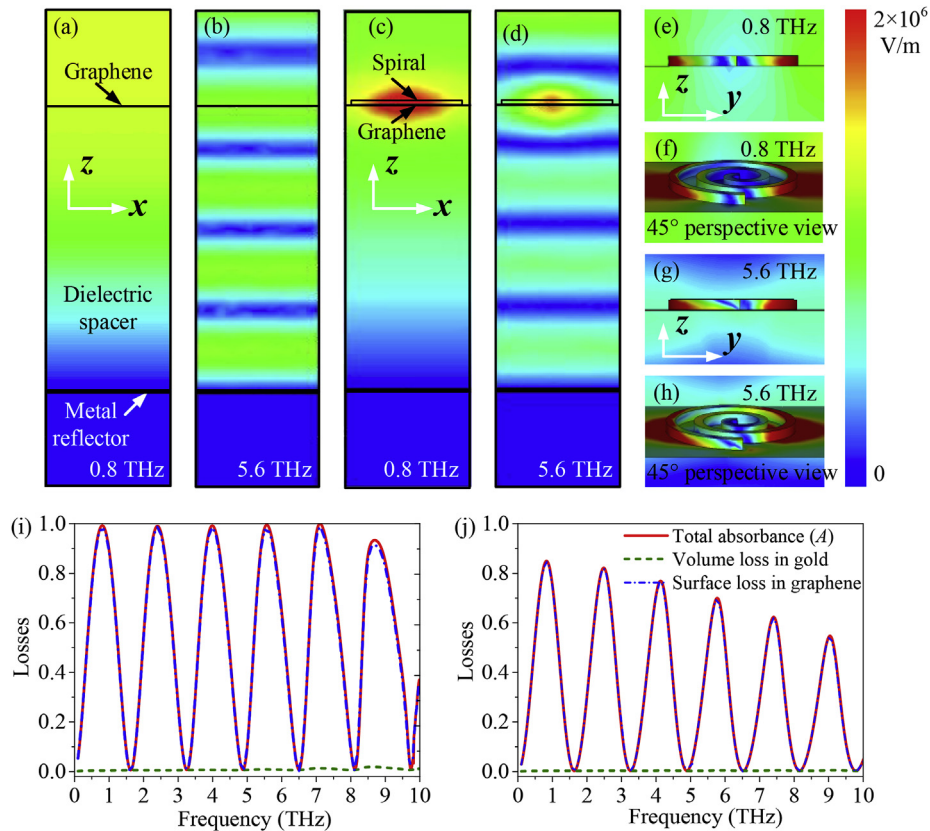 (a)
Graphene
z
x
Dielectric
spacer
Metal
reflector
0.8 THz
(b)
5.6 THz
(c)
Spiral
Graphene
0.8 THz
(d)
5.6 THz
(e)
0.8 THz
z
y
(f)
0.8 THz
45° perspective view
(g)
5.6 THz
z
y
(h)
5.6 THz
45° perspective view
2×10⁶
V/m
0
(i)
1.0
0.8
0.6
0.4
0.2
0.0
Losses
0 1 2 3 4 5 6 7 8 9 10
Frequency (THz)
(j)
Total absorbance (A)
Volume loss in gold
Surface loss in graphene
1.0
0.8
0.6
0.4
0.2
0.0
Losses
0 1 2 3 4 5 6 7 8 9 10
Frequency (THz)